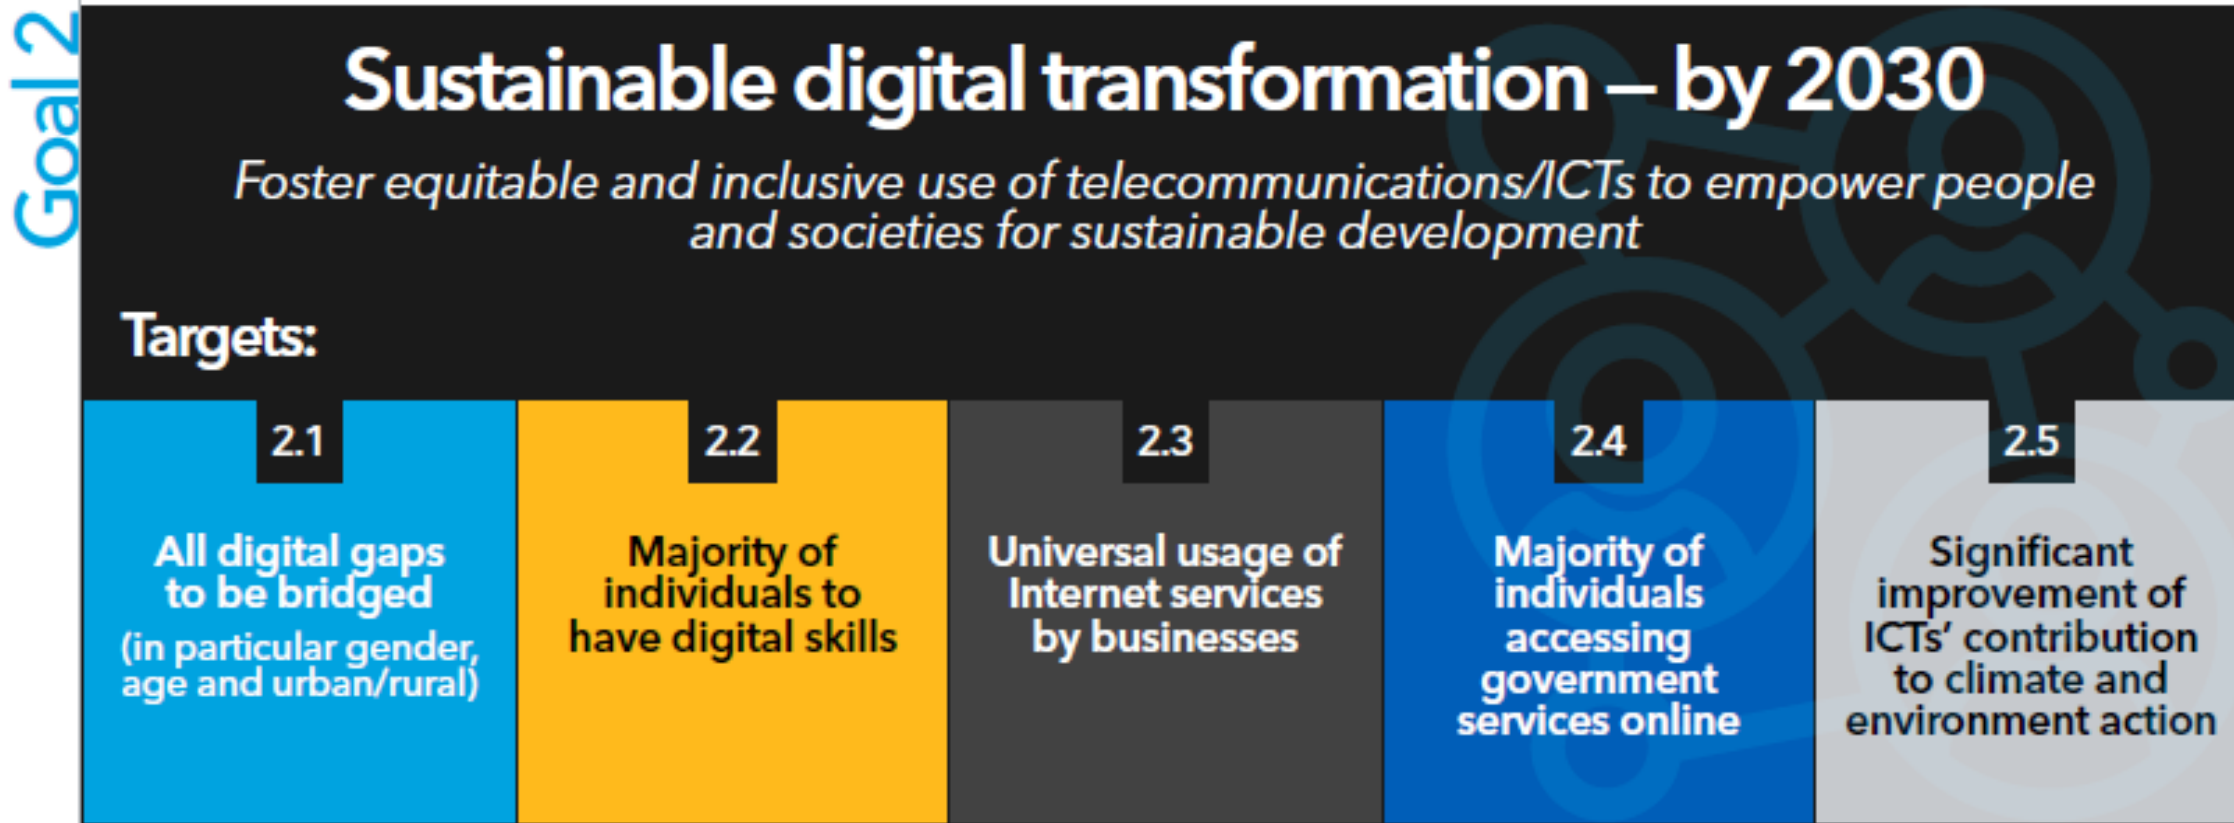 Goal 2
Sustainable digital transformation – by 2030
Foster equitable and inclusive use of telecommunications/ICTs to empower people
and societies for sustainable development
Targets:
2.1
All digital gaps
to be bridged
(in particular gender,
age and urban/rural)
2.2
Majority of
individuals to
have digital skills
2.3
Universal usage of
Internet services
by businesses
2.4
Majority of
individuals
accessing
government
services online
2.5
Significant
improvement of
ICTs’ contribution
to climate and
environment action